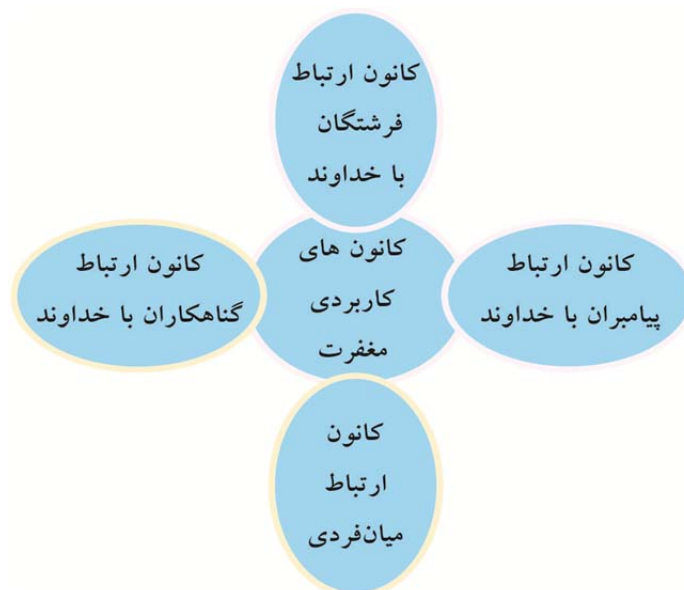 کانون ارتباط
فرشتگان
با خداوند
کانون ارتباط
پیامبران با خداوند
کانون های
کاربردی
مغفرت
کانون ارتباط
گناهکاران با خداوند
کانون
ارتباط
میان‌فردی